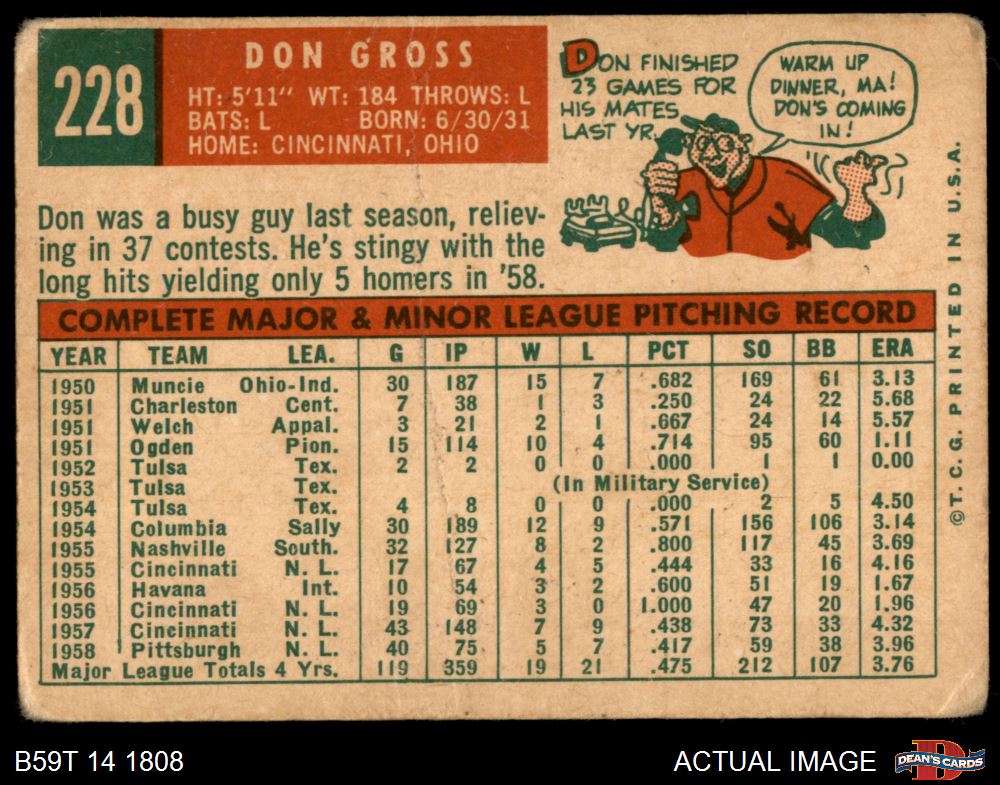 228
DON GROSS
HT: 5'11" WT: 184 THROWS: L
BATS: L BORN: 6/30/31
HOME: CINCINNATI, OHIO
DON FINISHED
23 GAMES FOR
HIS MATES
LAST YR.
WARM UP
DINNER, MA!
DON'S COMING
IN!
Don was a busy guy last season, reliev-
ing in 37 contests. He's stingy with the
long hits yielding only 5 homers in '58.
COMPLETE MAJOR & MINOR LEAGUE PITCHING RECORD
YEAR TEAM LEA. G IP W L PCT SO BB ERA
1950 Muncie Ohio-Ind. 30 187 15 7 .682 169 61 3.13
1951 Charleston Cent. 7 38 1 3 .250 24 22 5.68
1951 Welch Appal. 3 21 2 1 .667 24 14 5.57
1951 Ogden Pion. 15 114 10 4 .714 95 60 1.11
1952 Tulsa Tex. 2 2 0 0 .000 1 1 0.00
1953 Tulsa Tex. (In Military Service)
1954 Tulsa Tex. 4 8 0 0 .000 2 5 4.50
1954 Columbia Sally 30 189 12 9 .571 156 106 3.14
1955 Nashville South. 32 127 8 2 .800 117 45 3.69
1955 Cincinnati N. L. 17 67 4 5 .444 33 16 4.16
1956 Havana Int. 10 54 3 2 .600 51 19 1.67
1956 Cincinnati N. L. 19 69 3 0 1.000 47 20 1.96
1957 Cincinnati N. L. 43 148 7 9 .438 73 33 4.32
1958 Pittsburgh N. L. 40 75 5 7 .417 59 38 3.96
Major League Totals 4 Yrs. 119 359 19 21 .475 212 107 3.76
©T. C. G. PRINTED IN U.S.A.
B59T 14 1808
ACTUAL IMAGE
D
DEAN'S CARDS